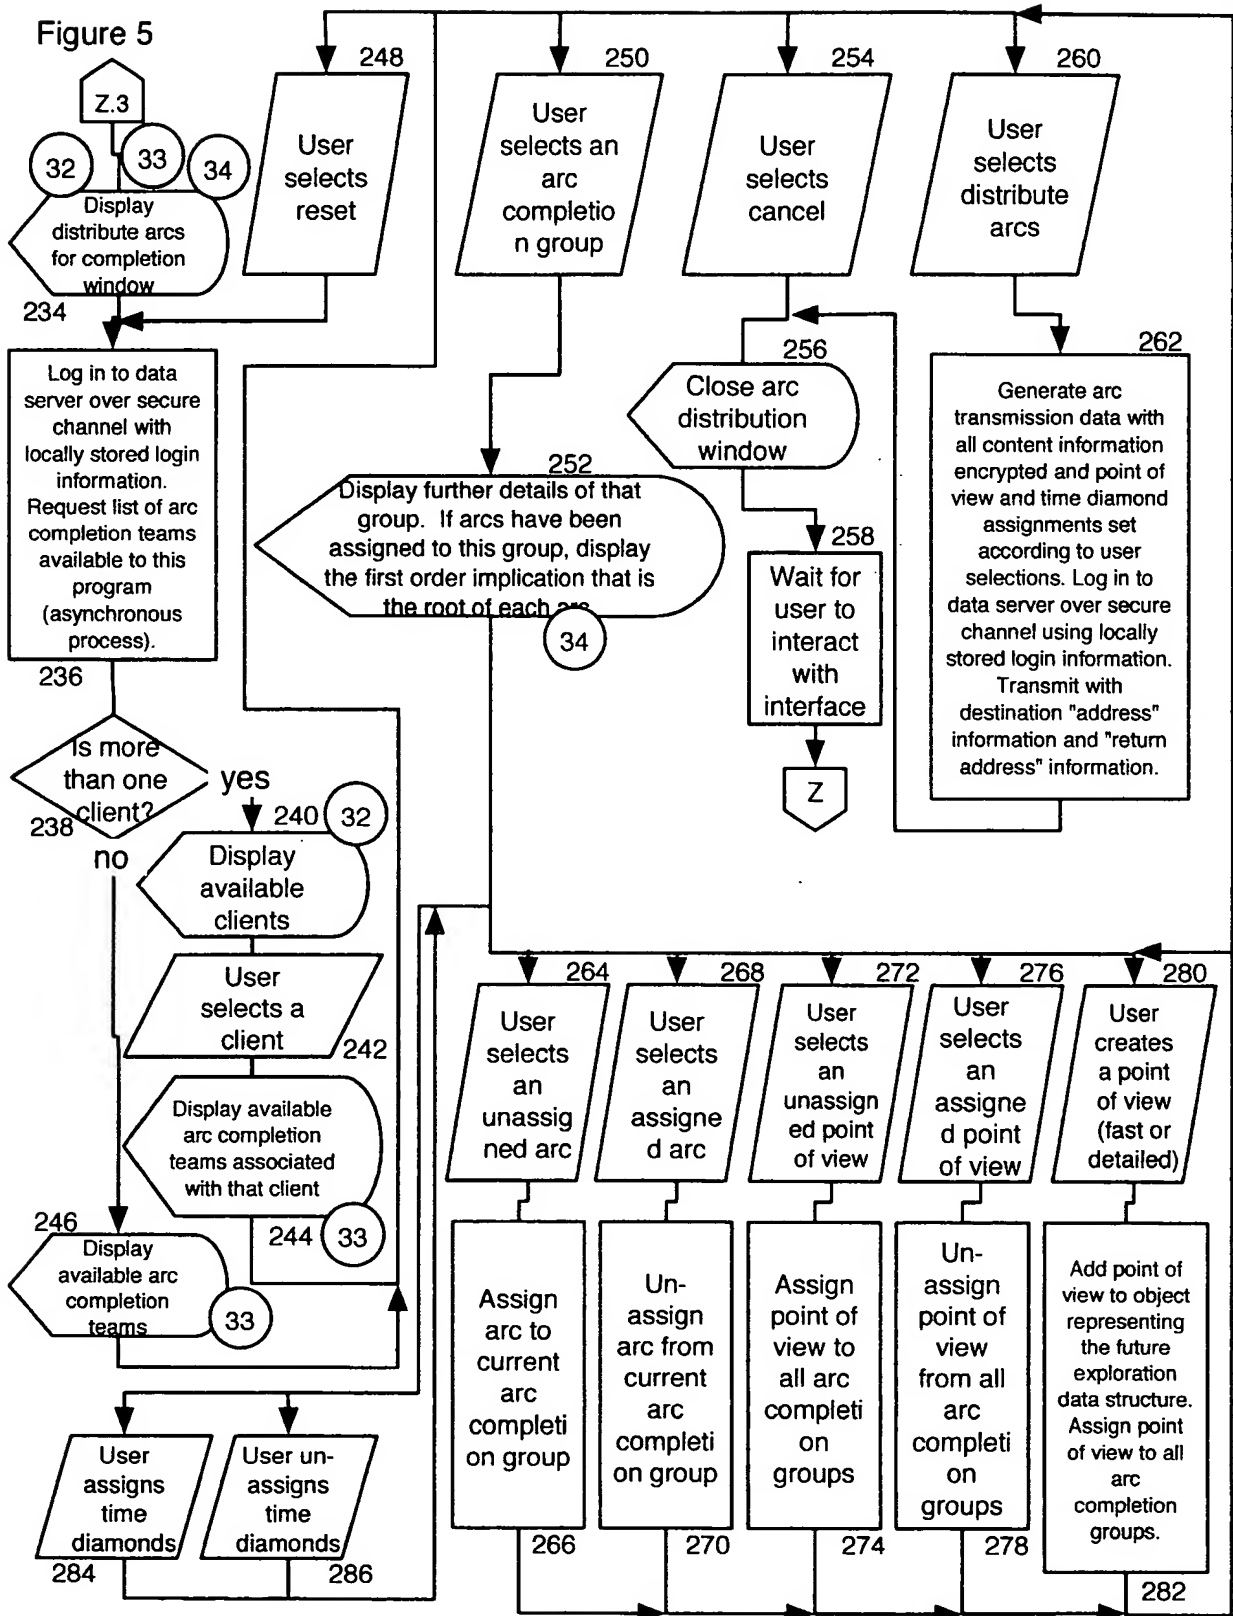 Figure 5
Z.3
32
33
34
Display
distribute arcs
for completion
window
234
248
User
selects
reset
250
User
selects an
arc
completio
n group
254
User
selects
cancel
260
User
selects
distribute
arcs
Log in to data
server over secure
channel with
locally stored login
information.
Request list of arc
completion teams
available to this
program
(asynchronous
process).
236
252
Display further details of that
group. If arcs have been
assigned to this group, display
the first order implication that is
the root of each arc.
34
256
Close arc
distribution
window
258
Wait for
user to
interact
with
interface
Z
262
Generate arc
transmission data with
all content information
encrypted and point of
view and time diamond
assignments set
according to user
selections. Log in to
data server over secure
channel using locally
stored login information.
Transmit with
destination "address"
information and "return
address" information.
Is more
than one
client?
238
yes
no
240
32
Display
available
clients
User
selects a
client
242
Display available
arc completion
teams associated
with that client
244
33
246
Display
available arc
completion
teams
33
264
User
selects
an
unassig
ned arc
268
User
selects
an
assigne
d arc
272
User
selects
an
unassign
ed point
of view
276
User
selects
an
assigne
d point
of view
280
User
creates
a point
of view
(fast or
detailed)
Assign
arc to
current
arc
completi
on group
266
Un-
assign
arc from
current
arc
completi
on group
270
Assign
point of
view to
all arc
completi
on
groups
274
Un-
assign
point of
view
from all
arc
completi
on
groups
278
Add point of
view to object
representing
the future
exploration
data structure.
Assign point
of view to all
arc
completion
groups.
282
User
assigns
time
diamonds
284
User un-
assigns
time
diamonds
286